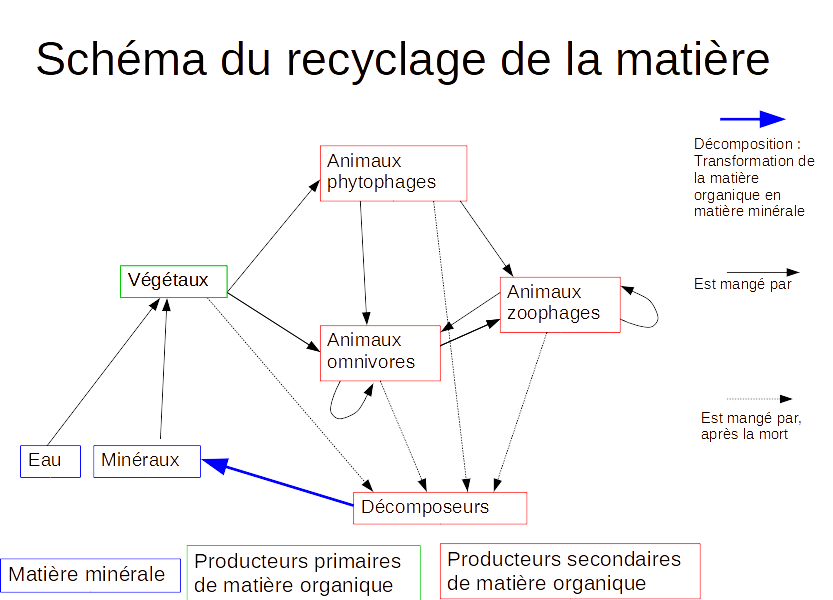 Schéma du recyclage de la matière
Décomposition :
Transformation de
la matière
organique en
matière minérale
Animaux
phytophages
Végétaux
Animaux
zoophages
Est mangé par
Animaux
omnivores
Est mangé par,
après la mort
Eau
Minéraux
Décomposeurs
Matière minérale
Producteurs primaires
de matière organique
Producteurs secondaires
de matière organique